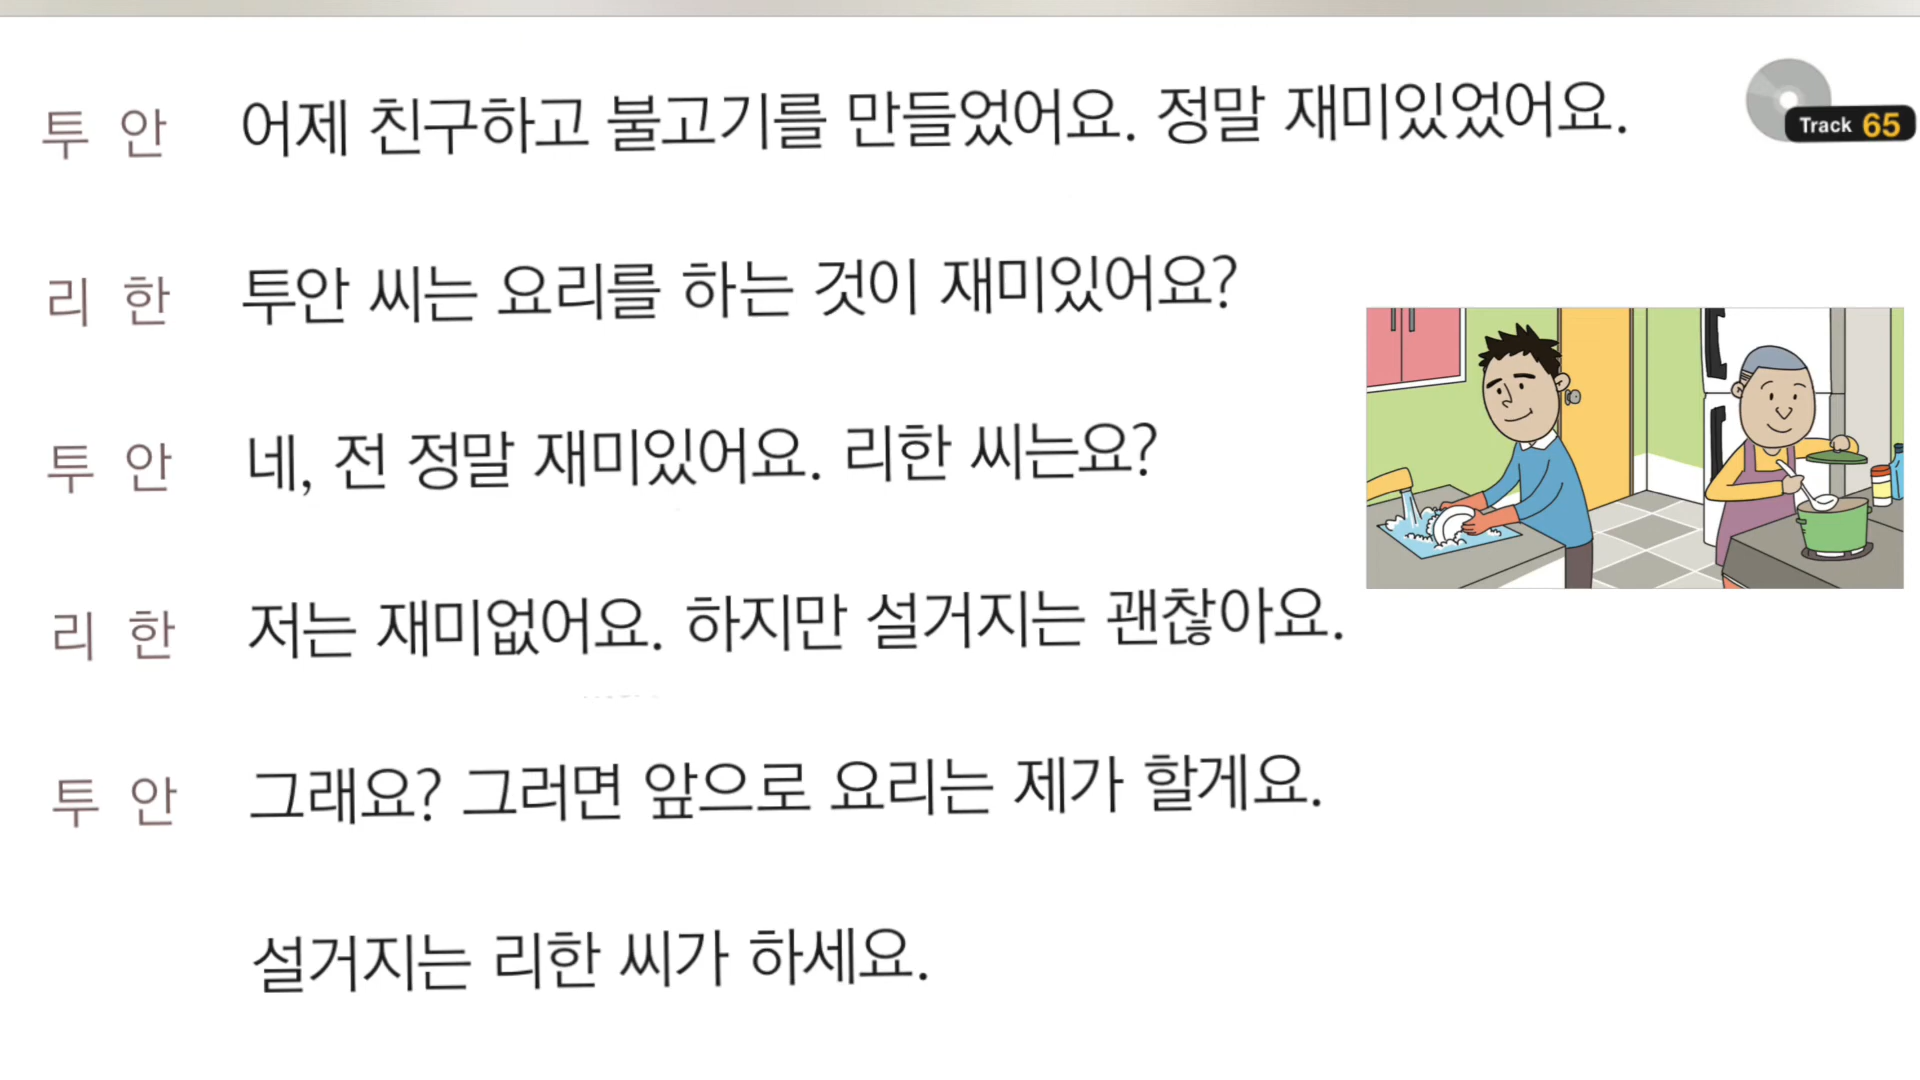 투 안 어제 친구하고 불고기를 만들었어요. 정말 재미있었어요.
Track 65
리 한 투안 씨는 요리를 하는 것이 재미있어요?
투 안 네, 전 정말 재미있어요. 리한 씨는요?
리 한 저는 재미없어요. 하지만 설거지는 괜찮아요.
투 안 그래요? 그러면 앞으로 요리는 제가 할게요.
설거지는 리한 씨가 하세요.